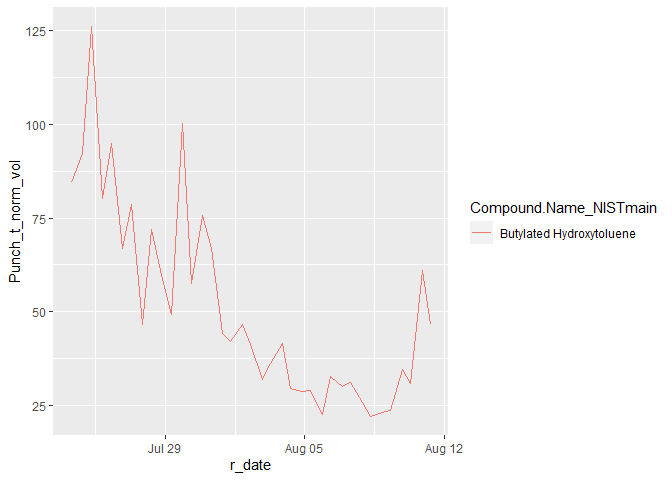 125
100
75
50
25
Punch_t_norm_vol
Jul 29
Aug 05
Aug 12
r_date
Compound.Name_NISTmain
Butylated Hydroxytoluene